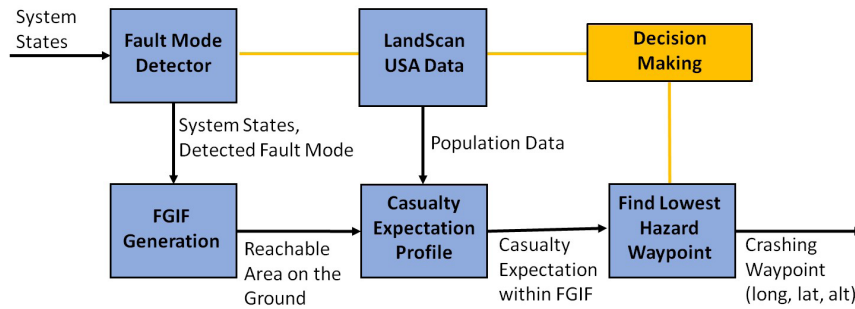 System
States
Fault Mode
Detector
LandScan
USA Data
Decision
Making
System States,
Detected Fault Mode
Population Data
FGIF
Generation
Reachable
Area on the
Ground
Casualty
Expectation
Profile
Casualty
Expectation
within FGIF
Find Lowest
Hazard
Waypoint
Crashing
Waypoint
(long, lat, alt)